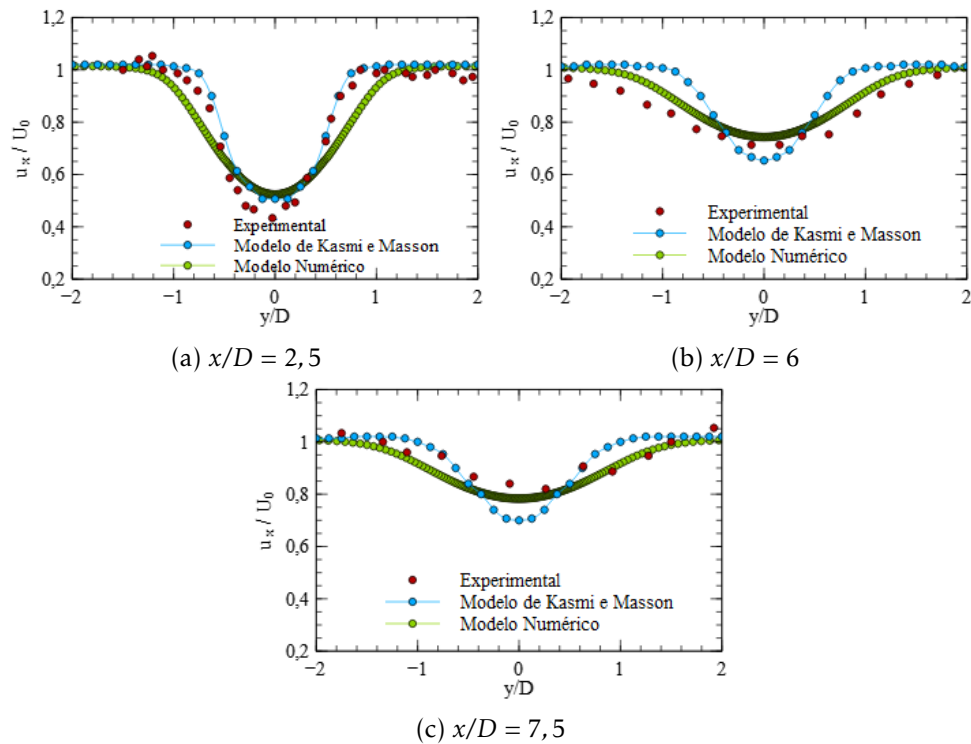 1,2
1
0,8
0,6
0,4
0,2
u_x / U_0
−2
−1
0
1
2
y/D
Experimental
Modelo de Kasmi e Masson
Modelo Numérico
(a) x/D = 2,5
1,2
1
0,8
0,6
0,4
0,2
u_x / U_0
−2
−1
0
1
2
y/D
Experimental
Modelo de Kasmi e Masson
Modelo Numérico
(b) x/D = 6
1,2
1
0,8
0,6
0,4
0,2
u_x / U_0
−2
−1
0
1
2
y/D
Experimental
Modelo de Kasmi e Masson
Modelo Numérico
(c) x/D = 7,5